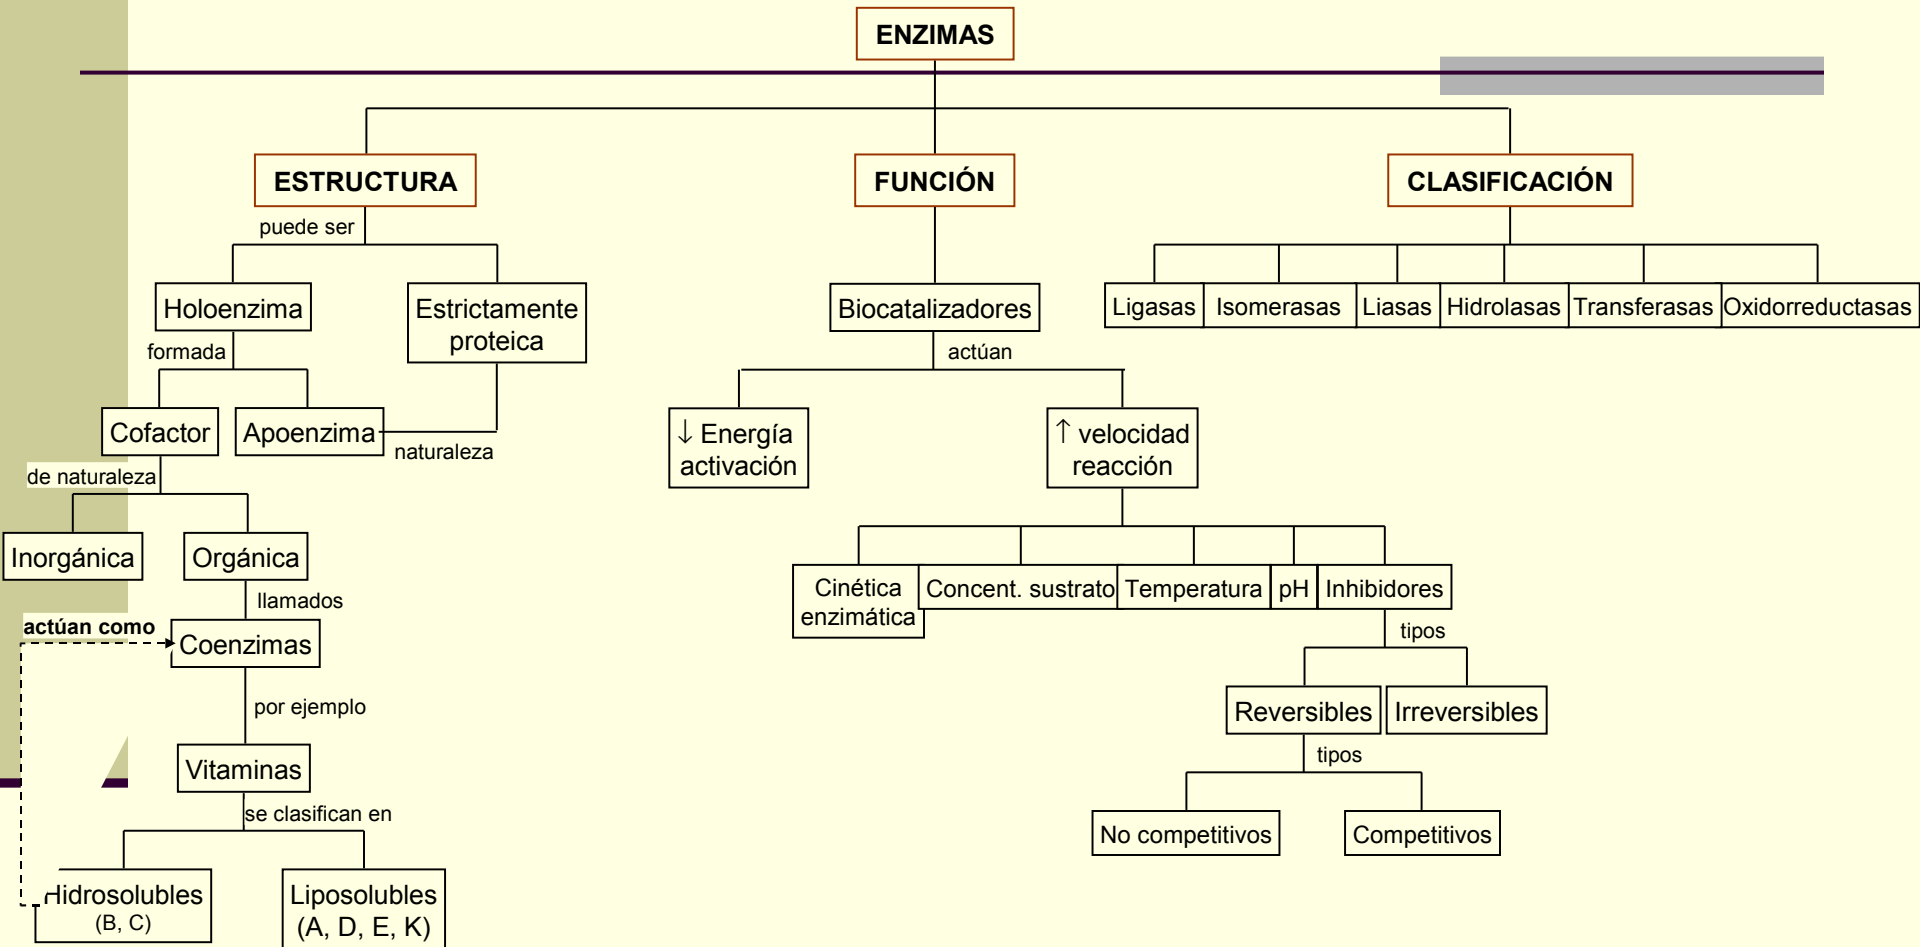 ENZIMAS
ESTRUCTURA
FUNCIÓN
CLASIFICACIÓN
puede ser
Holoenzima
Estrictamente
proteica
Biocatalizadores
Ligasas
Isomerasas
Liasas
Hidrolasas
Transferasas
Oxidorreductasas
formada
actúan
Cofactor
Apoenzima
naturaleza
↓ Energía
activación
↑ velocidad
reacción
de naturaleza
Inorgánica
Orgánica
Cinética
enzimática
Concent. sustrato
Temperatura
pH
Inhibidores
llamados
actúan como
Coenzimas
tipos
por ejemplo
Reversibles
Irreversibles
Vitaminas
tipos
se clasifican en
No competitivos
Competitivos
Hidrosolubles
(B, C)
Liposolubles
(A, D, E, K)